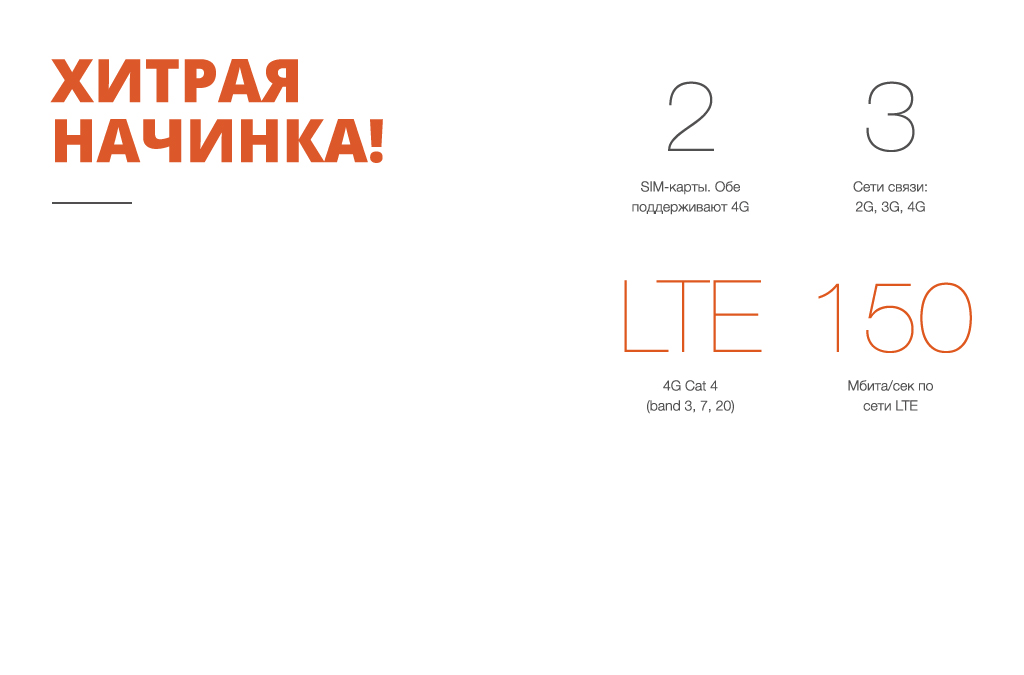 ХИТРАЯ
НАЧИНКА!
2
SIM-карты. Обе
поддерживают 4G
3
Сети связи:
2G, 3G, 4G
LTE
4G Cat 4
(band 3, 7, 20)
150
Мбита/сек по
сети LTE